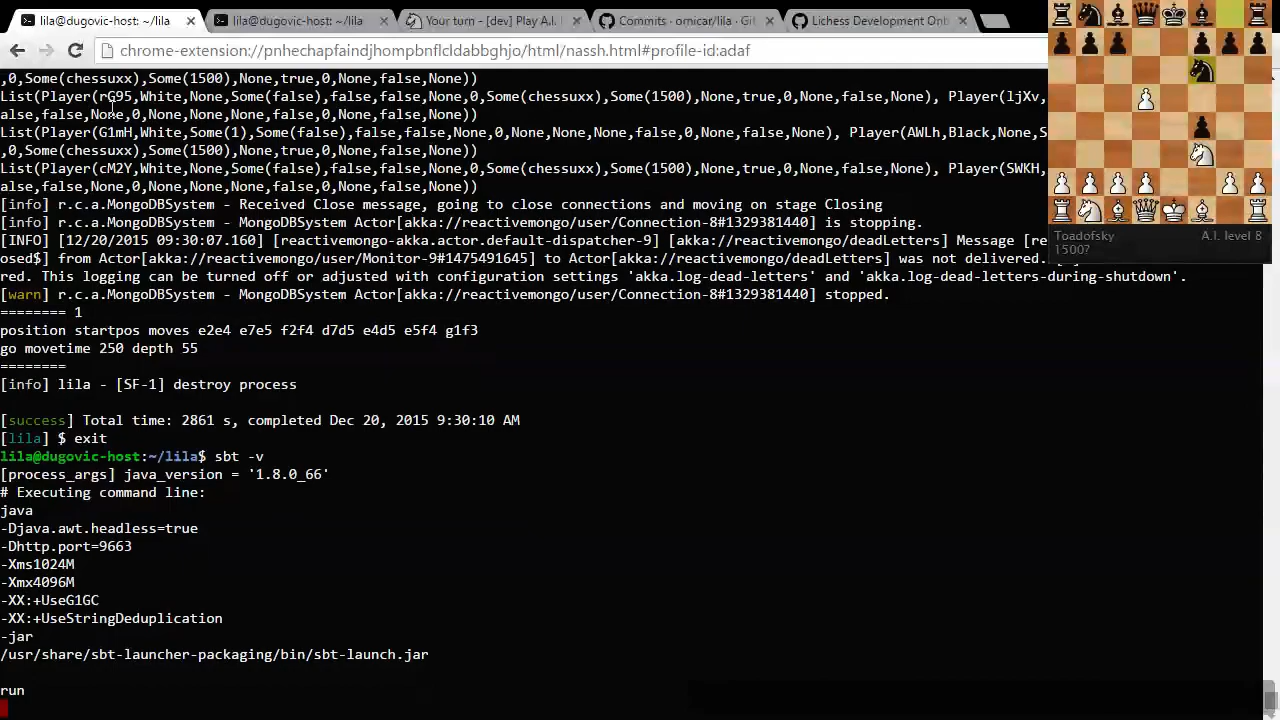 lila@dugovic-host: ~/lila
lila@dugovic-host: ~/lila
Your turn - [dev] Play A.I.
Commits · ornicar/lila · Git
Lichess Development Onb
chrome-extension://pnhechapfaindjhompbnflcldabbghjo/html/nassh.html#profile-id:adaf
,0,Some(chessuxx),Some(1500),None,true,0,None,false,None))
List(Player(rG95,White,None,Some(false),false,false,None,0,Some(chessuxx),Some(1500),None,true,0,None,false,None), Player(ljXv,
alse,false,None,0,None,None,None,0,None,false,None))
List(Player(G1mH,White,Some(1),Some(false),false,false,None,0,None,None,None,0,None,false,None), Player(AWLh,Black,None,S
,0,Some(chessuxx),Some(1500),None,true,0,None,false,None))
List(Player(cM2Y,White,None,Some(false),false,false,None,0,Some(chessuxx),Some(1500),None,true,0,None,false,None), Player(SWKH,
alse,false,None,0,None,None,None,0,None,false,None))
[info] r.c.a.MongoDBSystem - Received Close message, going to close connections and moving on stage Closing
[info] r.c.a.MongoDBSystem - MongoDBSystem Actor[akka://reactivemongo/user/Connection-8#1329381440] is stopping.
[INFO] [12/20/2015 09:30:07.160] [reactivemongo-akka.actor.default-dispatcher-9] [akka://reactivemongo/deadLetters] Message [re
osed$] from Actor[akka://reactivemongo/user/Monitor-9#1475491645] to Actor[akka://reactivemongo/deadLetters] was not delivered.
red. This logging can be turned off or adjusted with configuration settings 'akka.log-dead-letters' and 'akka.log-dead-letters-during-shutdown'.
[warn] r.c.a.MongoDBSystem - MongoDBSystem Actor[akka://reactivemongo/user/Connection-8#1329381440] stopped.
======== 1
position startpos moves e2e4 e7e5 f2f4 d7d5 e4d5 e5f4 g1f3
go movetime 250 depth 55
========
[info] lila - [SF-1] destroy process
[success] Total time: 2861 s, completed Dec 20, 2015 9:30:10 AM
[lila] $ exit
lila@dugovic-host:~/lila$ sbt -v
[process_args] java_version = '1.8.0_66'
# Executing command line:
java
-Djava.awt.headless=true
-Dhttp.port=9663
-Xms1024M
-Xmx4096M
-XX:+UseG1GC
-XX:+UseStringDeduplication
-jar
/usr/share/sbt-launcher-packaging/bin/sbt-launch.jar
run
Toadofsky
1500?
A.I. level 8